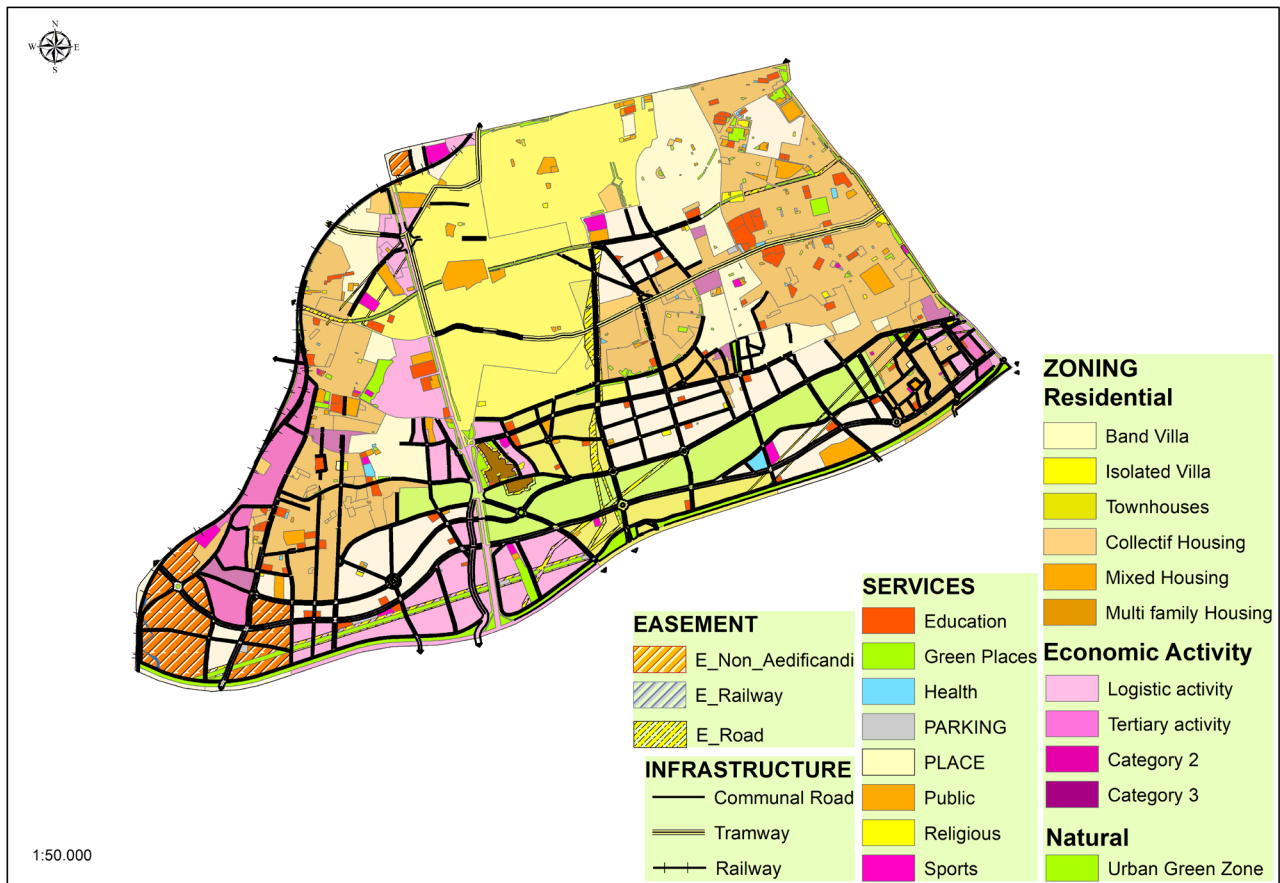 N
W E
S
ZONING
Residential
Band Villa
Isolated Villa
Townhouses
Collectif Housing
Mixed Housing
Multi family Housing
Economic Activity
Logistic activity
Tertiary activity
Category 2
Category 3
Natural
Urban Green Zone
SERVICES
Education
Green Places
Health
PARKING
PLACE
Public
Religious
Sports
EASEMENT
E_Non_Aedificandi
E_Railway
E_Road
INFRASTRUCTURE
Communal Road
Tramway
Railway
1:50.000